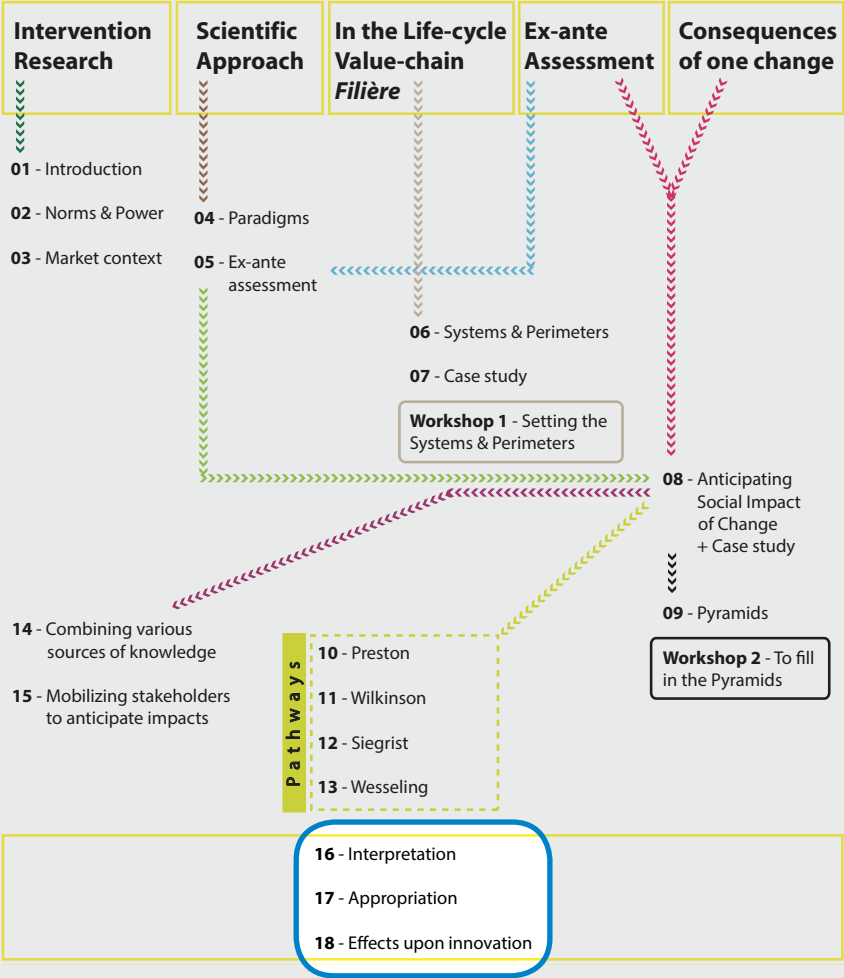 Intervention
Research
Scientific
Approach
In the Life-cycle
Value-chain
Filière
Ex-ante
Assessment
Consequences
of one change
01 - Introduction
02 - Norms & Power
03 - Market context
04 - Paradigms
05 - Ex-ante
assessment
06 - Systems & Perimeters
07 - Case study
Workshop 1 - Setting the
Systems & Perimeters
08 - Anticipating
Social Impact
of Change
+ Case study
09 - Pyramids
Workshop 2 - To fill
in the Pyramids
14 - Combining various
sources of knowledge
15 - Mobilizing stakeholders
to anticipate impacts
Pathways
10 - Preston
11 - Wilkinson
12 - Siegrist
13 - Wesseling
16 - Interpretation
17 - Appropriation
18 - Effects upon innovation